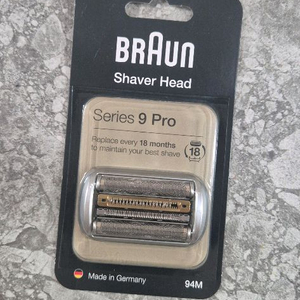 BRAUN
Shaver Head
Series 9 Pro
Replace every 18 months
to maintain your best shave
18
Made in Germany
94M